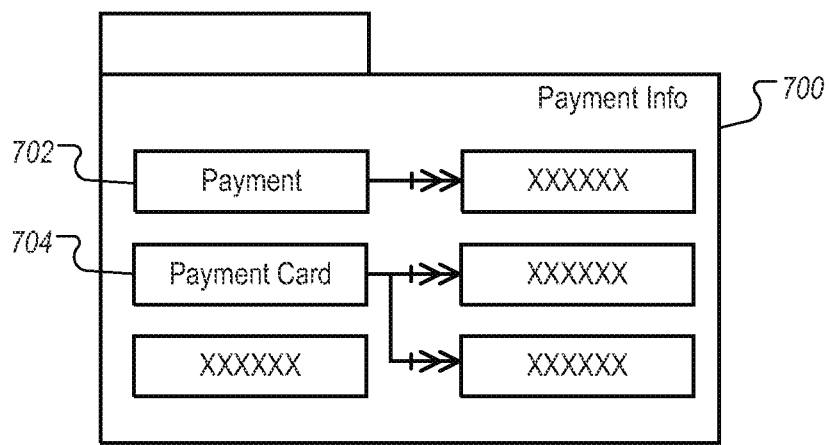 Payment Info
700
702
Payment
XXXXXX
704
Payment Card
XXXXXX
XXXXXX
XXXXXX